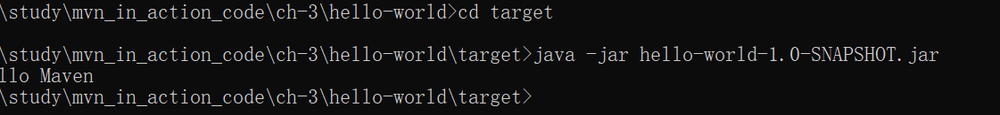 \study\mvn_in_action_code\ch-3\hello-world>cd target
\study\mvn_in_action_code\ch-3\hello-world\target>java -jar hello-world-1.0-SNAPSHOT.jar
llo Maven
\study\mvn_in_action_code\ch-3\hello-world\target>